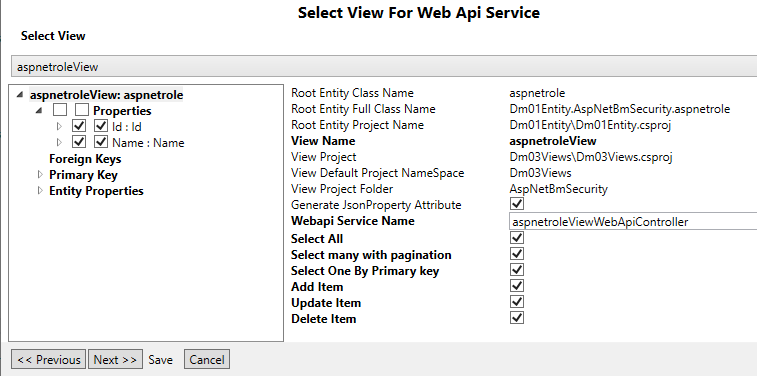 Select View For Web Api Service
Select View
aspnetroleView
aspnetroleView: aspnetrole
Properties
Id : Id
Name : Name
Foreign Keys
Primary Key
Entity Properties
Root Entity Class Name aspnetrole
Root Entity Full Class Name Dm01Entity.AspNetBmSecurity.aspnetrole
Root Entity Project Name Dm01Entity\Dm01Entity.csproj
View Name aspnetroleView
View Project Dm03Views\Dm03Views.csproj
View Default Project NameSpace Dm03Views
View Project Folder AspNetBmSecurity
Generate JsonProperty Attribute
Webapi Service Name aspnetroleViewWebApiController
Select All
Select many with pagination
Select One By Primary key
Add Item
Update Item
Delete Item
<< Previous Next >> Save Cancel